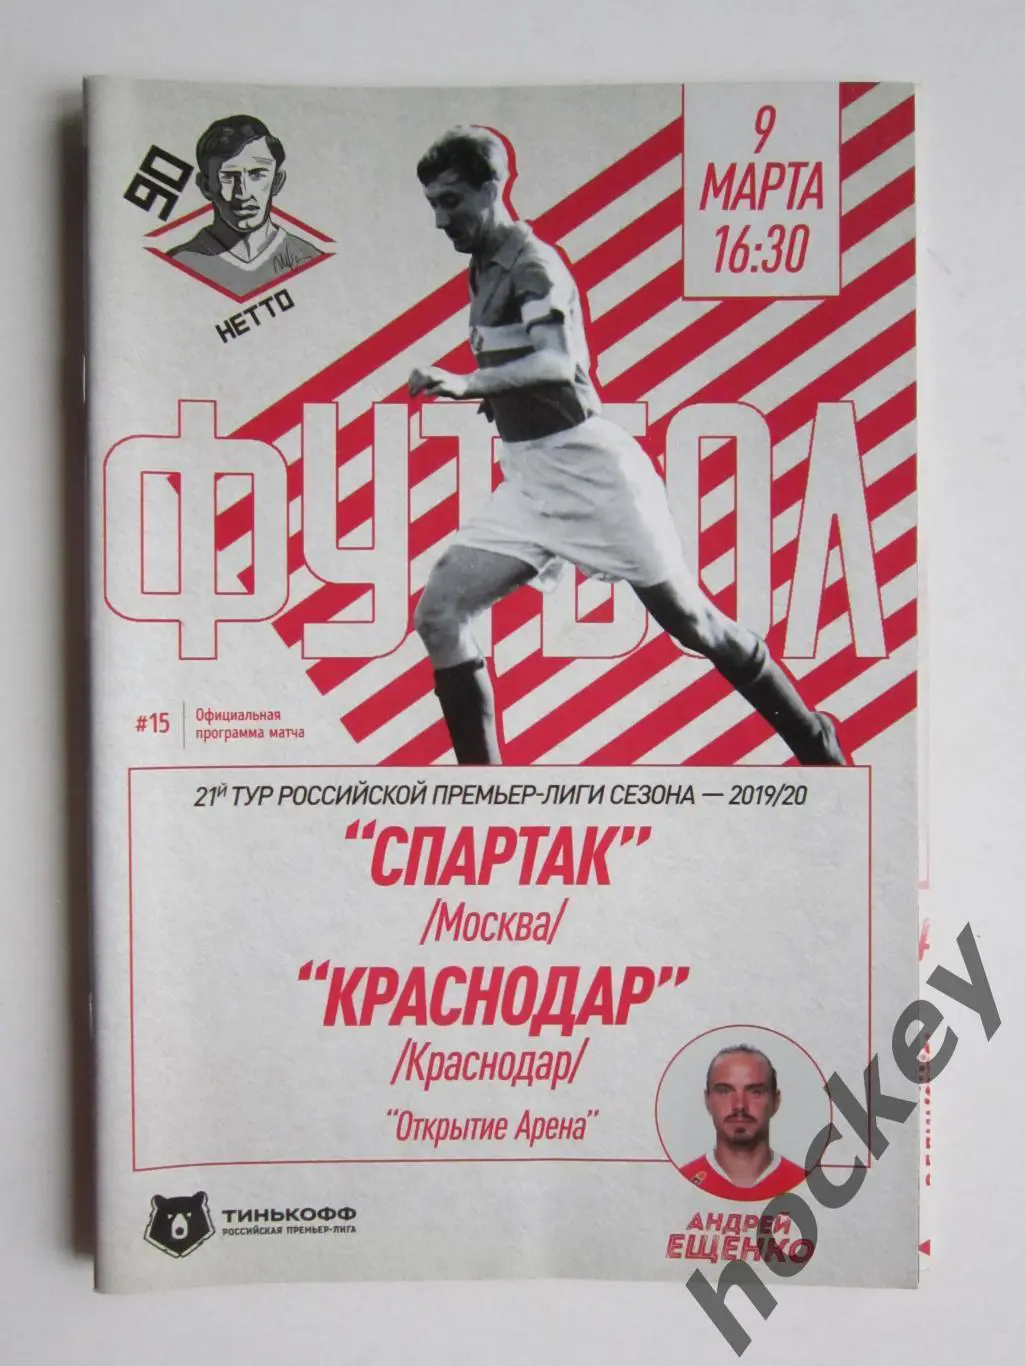 90
НЕТТО
9
МАРТА
16:30
ФУТБОЛ
#15
Официальная
программа матча
21й ТУР РОССИЙСКОЙ ПРЕМЬЕР-ЛИГИ СЕЗОНА — 2019/20
“СПАРТАК”
/Москва/
“КРАСНОДАР”
/Краснодар/
“Открытие Арена”
АНДРЕЙ
ЕЩЕНКО
ТИНЬКОФФ
РОССИЙСКАЯ ПРЕМЬЕР-ЛИГА
hockey